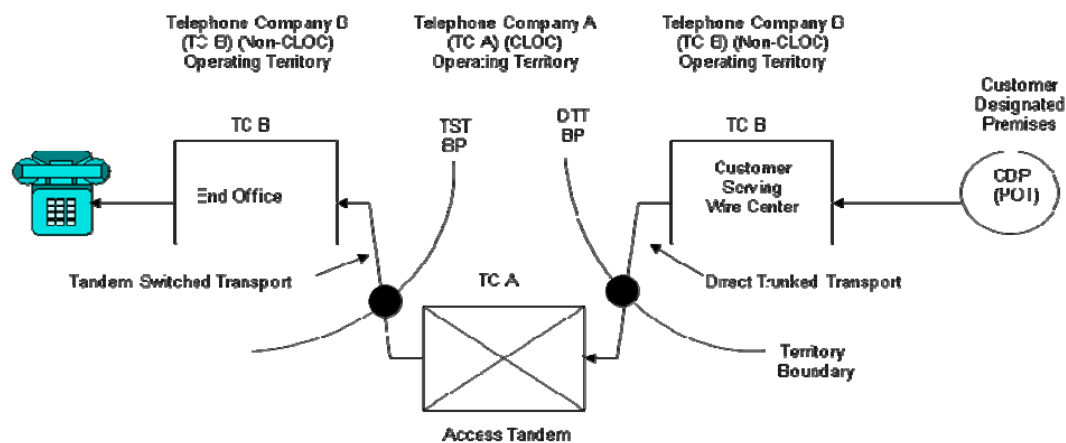 Telephone Company B
(TC B) (Non-CLOC)
Operating Territory
Telephone Company A
(TC A) (CLOC)
Operating Territory
Telephone Company B
(TC B) (Non-CLOC)
Operating Territory
Customer
Designated
Premises
TC B
TST
BP
DTT
BP
TC B
End Office
Customer
Serving
Wire Center
CDP
(POT)
Tandem Switched Transport
TC A
Direct Trunked Transport
Territory
Boundary
Access Tandem